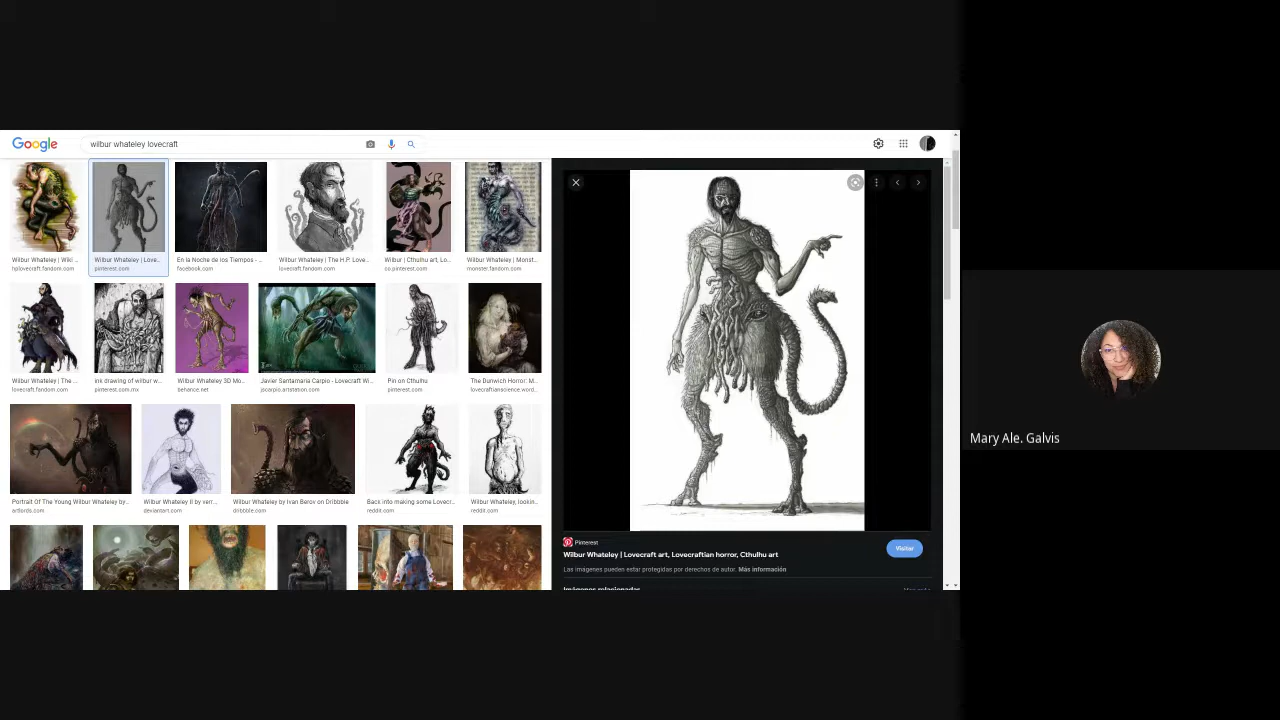 Google
wilbur whateley lovecraft
Wilbur Whateley | Wiki ...
hplovecraft.fandom.com
Wilbur Whateley | Love...
pinterest.com
En la Noche de los Tiempos - ...
facebook.com
Wilbur Whateley | The H.P. Love...
lovecraft.fandom.com
Wilbur | Cthulhu art, Lo...
co.pinterest.com
Wilbur Whateley | Monst...
monster.fandom.com
Wilbur Whateley | The ...
lovecraft.fandom.com
ink drawing of wilbur w...
pinterest.com.mx
Wilbur Whateley 3D Mo...
behance.net
Javier Santamaria Carpio - Lovecraft Wi...
jscarpio.artstation.com
Pin on Cthulhu
pinterest.com
The Dunwich Horror: M...
lovecraftianscience.word...
Portrait Of The Young Wilbur Whateley by...
artlords.com
Wilbur Whateley II by verr...
deviantart.com
Wilbur Whateley by Ivan Berov on Dribbble
dribbble.com
Back into making some Lovecr...
reddit.com
Wilbur Whateley, lookin...
reddit.com
Pinterest
Wilbur Whateley | Lovecraft art, Lovecraftian horror, Cthulhu art
Visitar
Las imágenes pueden estar protegidas por derechos de autor. Más información
Imágenes relacionadas
Mary Ale. Galvis